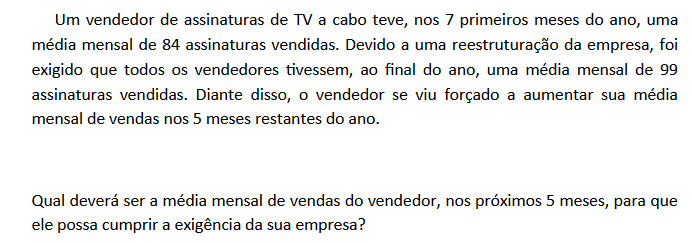 Um vendedor de assinaturas de TV a cabo teve, nos 7 primeiros meses do ano, uma
média mensal de 84 assinaturas vendidas. Devido a uma reestruturação da empresa, foi
exigido que todos os vendedores tivessem, ao final do ano, uma média mensal de 99
assinaturas vendidas. Diante disso, o vendedor se viu forçado a aumentar sua média
mensal de vendas nos 5 meses restantes do ano.
Qual deverá ser a média mensal de vendas do vendedor, nos próximos 5 meses, para que
ele possa cumprir a exigência da sua empresa?